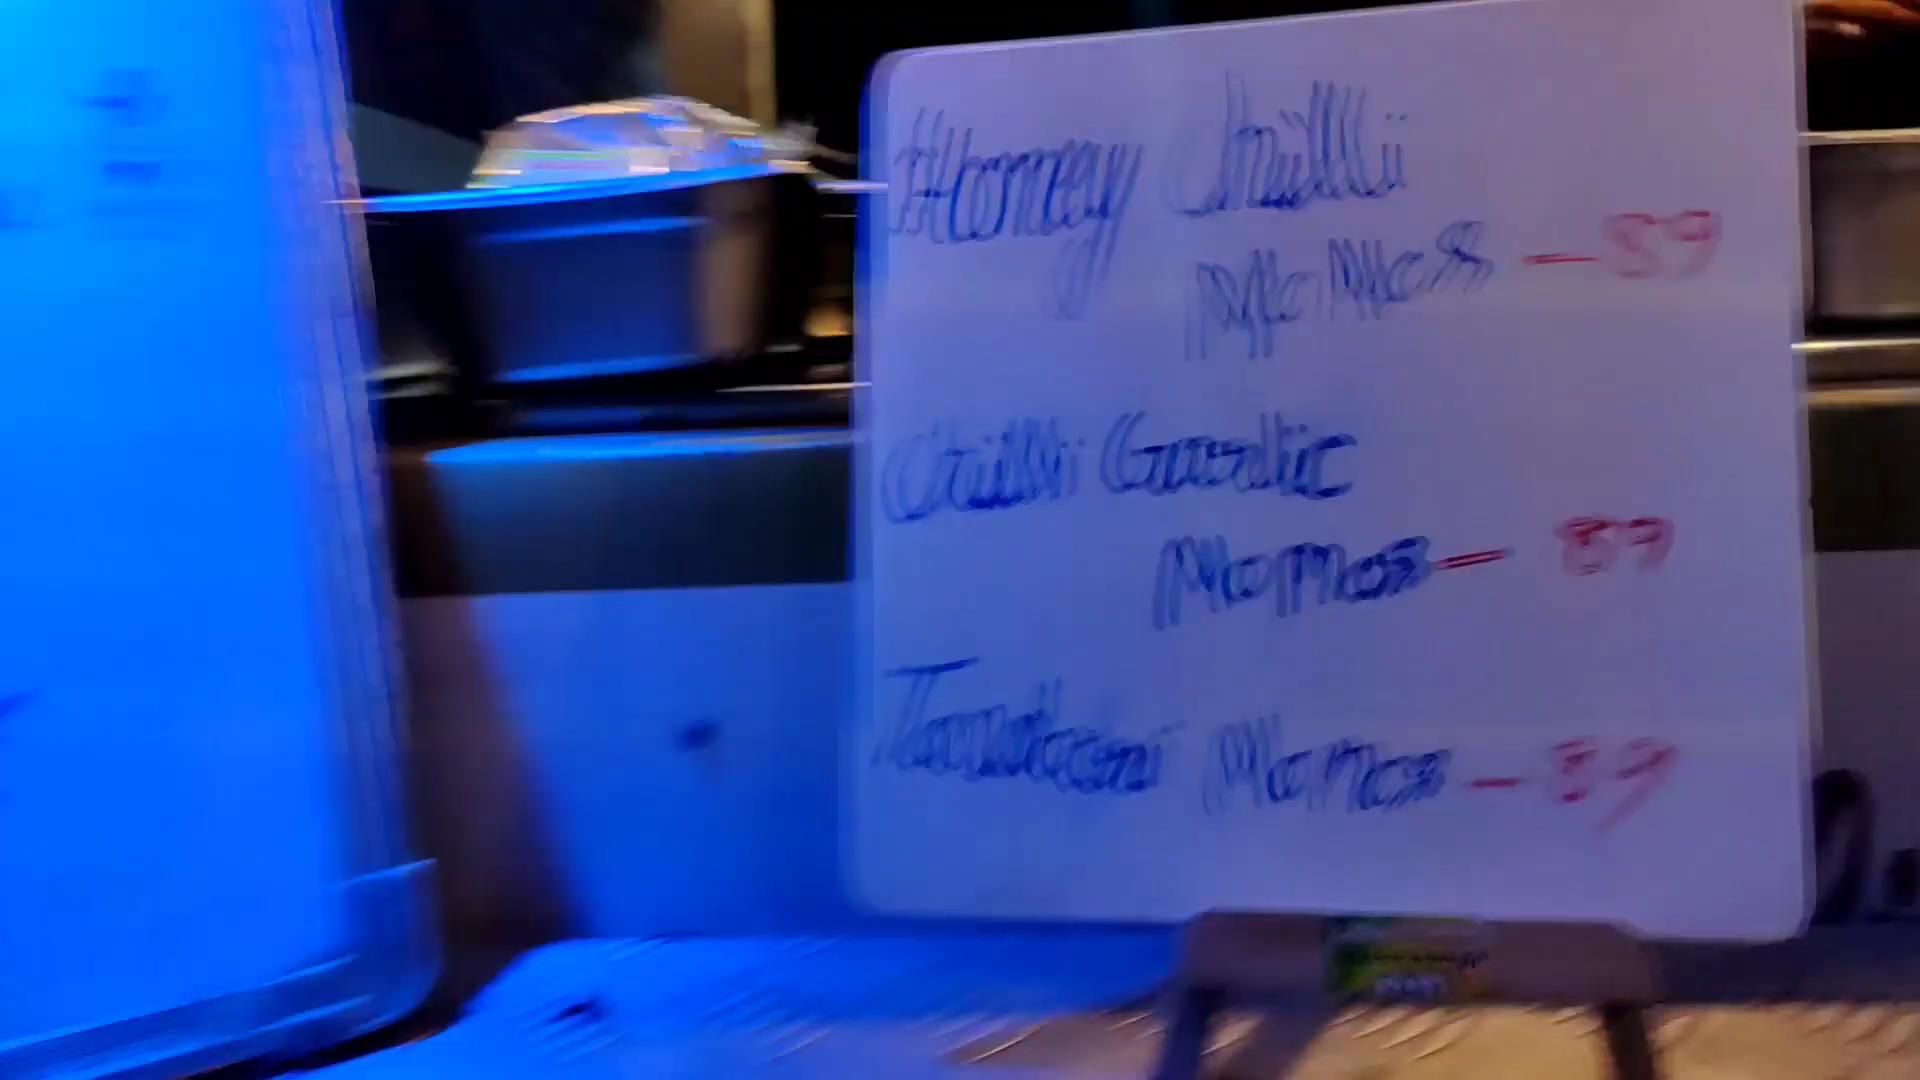 Honey Chilli
MoMos - 89
Chilli Garlic
MoMos - 89
Tandoori MoMos - 89